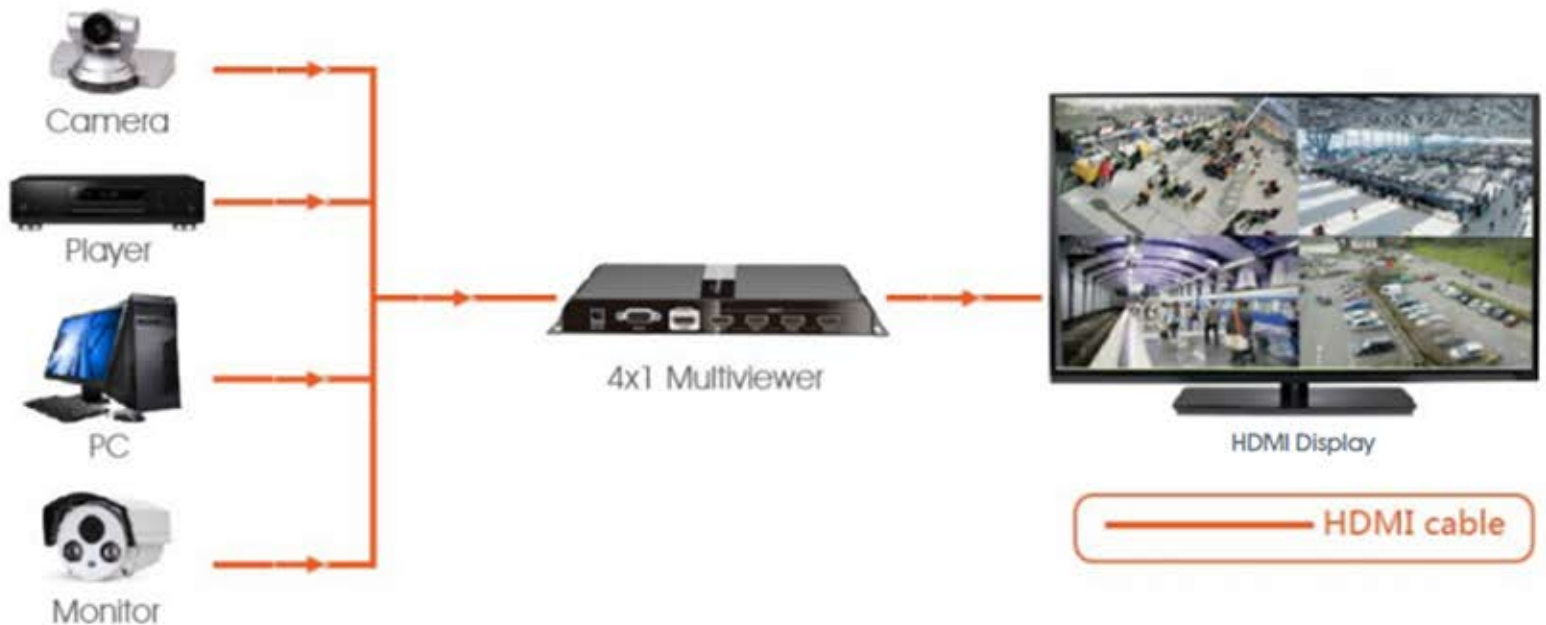 Camera
Player
PC
Monitor
4x1 Multiviewer
HDMI Display
HDMI cable